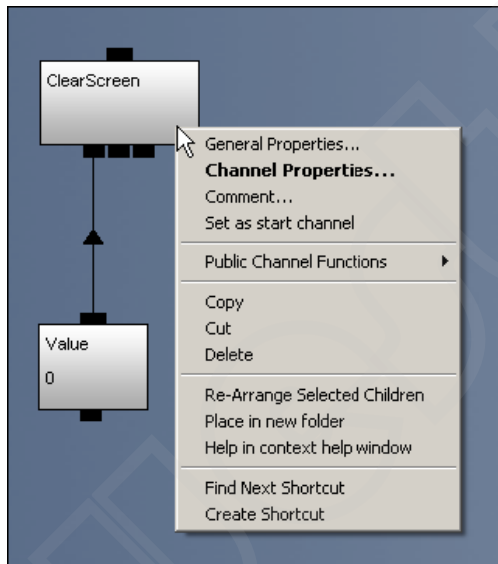 ClearScreen
General Properties...
Channel Properties...
Comment...
Set as start channel
Public Channel Functions
Copy
Cut
Delete
Value
0
Re-Arrange Selected Children
Place in new folder
Help in context help window
Find Next Shortcut
Create Shortcut